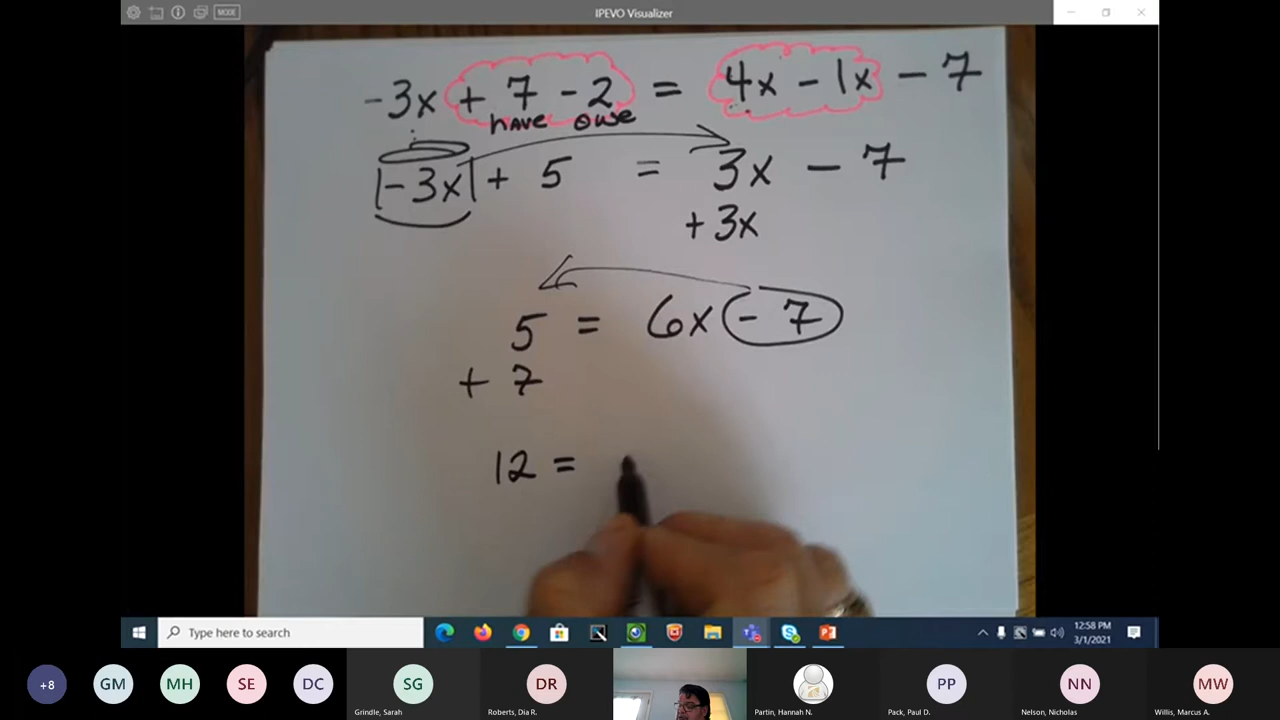 IPEVO Visualizer
MODE
-3x + 7 - 2 = 4x - 1x - 7
HAVE OWE
-3x + 5 = 3x - 7
+ 3x
5 = 6x - 7
+ 7
12 =
Type here to search
12:58 PM
3/1/2021
+8 GM MH SE DC SG DR PP NN MW
Grindle, Sarah Roberts, Dia R. Partin, Hannah N. Pack, Paul D. Nelson, Nicholas Willis, Marcus A.